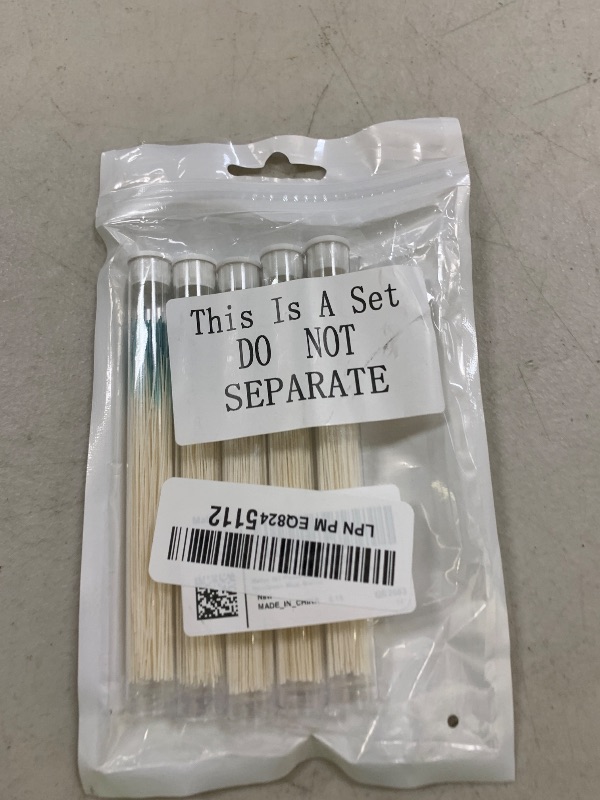 This Is A Set
DO NOT
SEPARATE
LPN PM EQ8245112
MADE_IN_CHINA